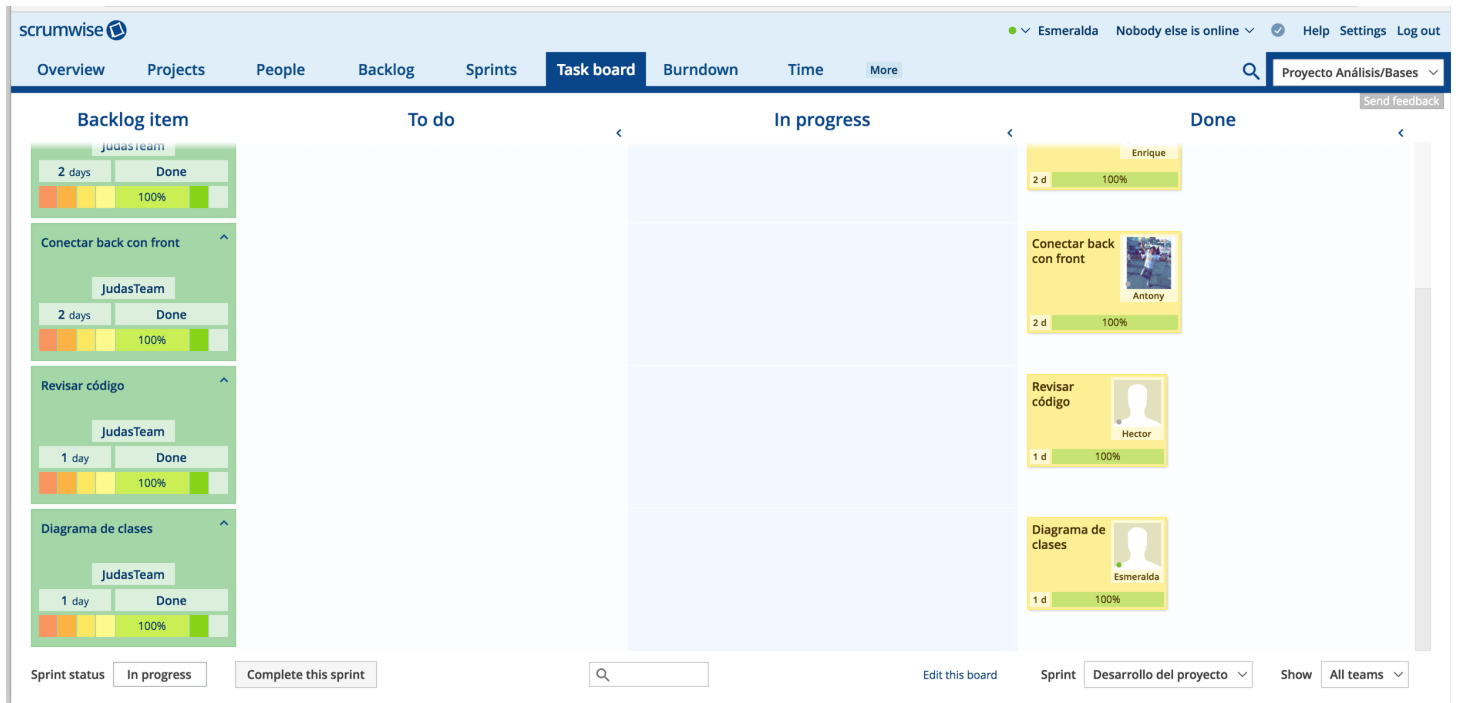 scrumwise
Esmeralda Nobody else is online Help Settings Log out
Overview Projects People Backlog Sprints Task board Burndown Time More
Proyecto Análisis/Bases
Send feedback
Backlog item To do In progress Done
JudasTeam
2 days Done
100%
Enrique
2 d 100%
Conectar back con front
JudasTeam
2 days Done
100%
Conectar back
con front
Antony
2 d 100%
Revisar código
JudasTeam
1 day Done
100%
Revisar
código
Hector
1 d 100%
Diagrama de clases
JudasTeam
1 day Done
100%
Diagrama de
clases
Esmeralda
1 d 100%
Sprint status In progress Complete this sprint Edit this board Sprint Desarrollo del proyecto Show All teams